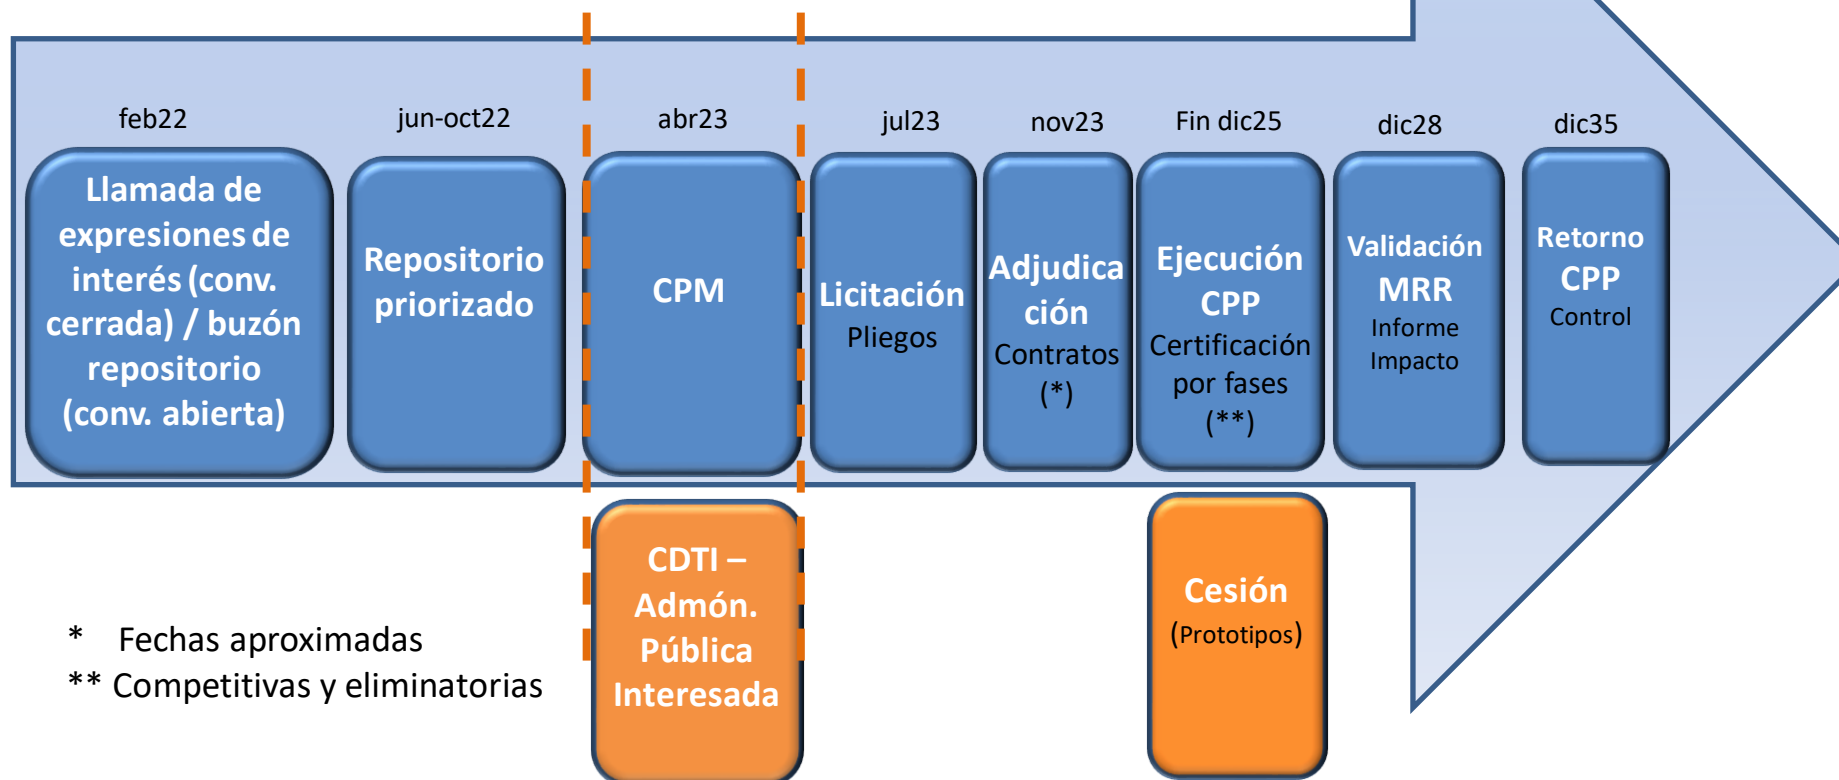 feb22
Llamada de
expresiones de
interés (conv.
cerrada) / buzón
repositorio
(conv. abierta)
jun-oct22
Repositorio
priorizado
abr23
CPM
jul23
Licitación
Pliegos
nov23
Adjudica
ción
Contratos
(*)
Fin dic25
Ejecución
CPP
Certificación
por fases
(**)
dic28
Validación
MRR
Informe
Impacto
dic35
Retorno
CPP
Control
CDTI –
Admón.
Pública
Interesada
Cesión
(Prototipos)
* Fechas aproximadas
** Competitivas y eliminatorias